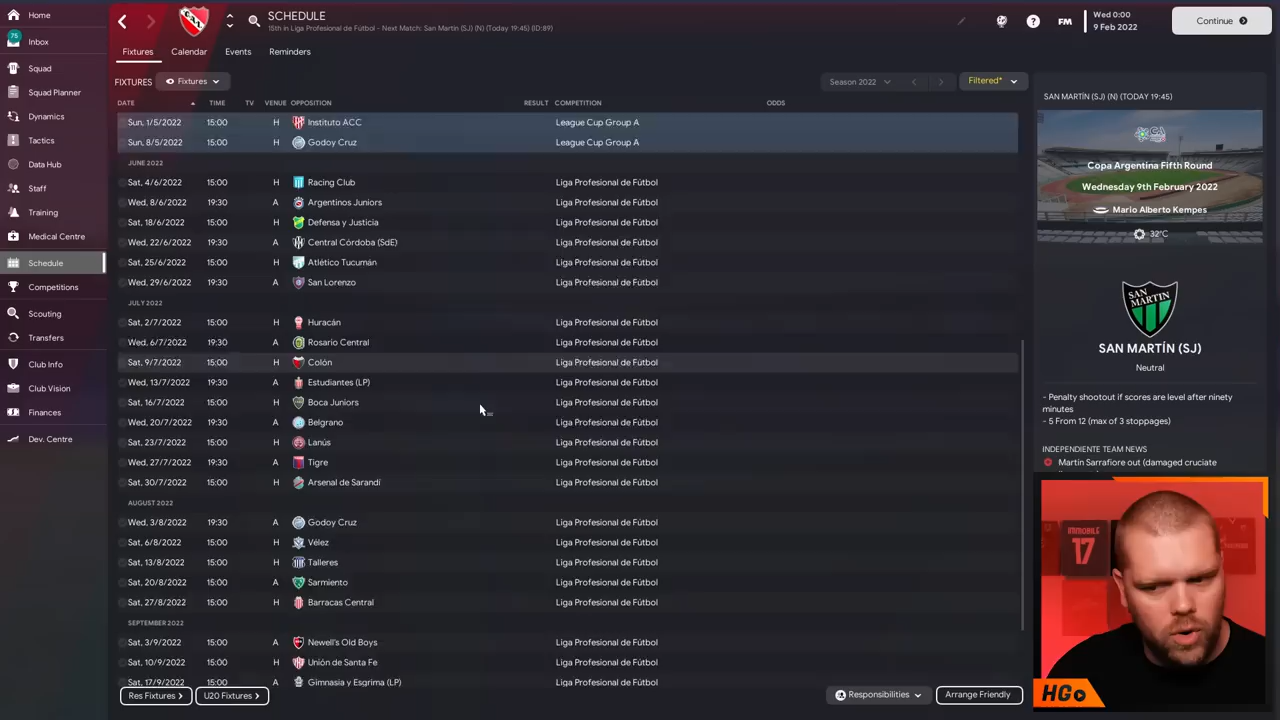 Home
75
Inbox
Squad
Squad Planner
Dynamics
Tactics
Data Hub
Staff
Training
Medical Centre
Schedule
Competitions
Scouting
Transfers
Club Info
Club Vision
Finances
Dev. Centre
SCHEDULE
15th in Liga Profesional de Fútbol - Next Match: San Martín (SJ) (N) (Today 19:45) (ID:89)
FM
Wed 0:00
9 Feb 2022
Continue
Fixtures Calendar Events Reminders
FIXTURES Fixtures
Season 2022
Filtered*
DATE TIME TV VENUE OPPOSITION RESULT COMPETITION ODDS
Sun, 1/5/2022 15:00 H Instituto ACC League Cup Group A
Sun, 8/5/2022 15:00 H Godoy Cruz League Cup Group A
JUNE 2022
Sat, 4/6/2022 15:00 H Racing Club Liga Profesional de Fútbol
Wed, 8/6/2022 19:30 A Argentinos Juniors Liga Profesional de Fútbol
Sat, 18/6/2022 15:00 H Defensa y Justicia Liga Profesional de Fútbol
Wed, 22/6/2022 19:30 A Central Córdoba (SdE) Liga Profesional de Fútbol
Sat, 25/6/2022 15:00 H Atlético Tucumán Liga Profesional de Fútbol
Wed, 29/6/2022 19:30 A San Lorenzo Liga Profesional de Fútbol
JULY 2022
Sat, 2/7/2022 15:00 H Huracán Liga Profesional de Fútbol
Wed, 6/7/2022 19:30 A Rosario Central Liga Profesional de Fútbol
Sat, 9/7/2022 15:00 H Colón Liga Profesional de Fútbol
Wed, 13/7/2022 19:30 A Estudiantes (LP) Liga Profesional de Fútbol
Sat, 16/7/2022 15:00 H Boca Juniors Liga Profesional de Fútbol
Wed, 20/7/2022 19:30 A Belgrano Liga Profesional de Fútbol
Sat, 23/7/2022 15:00 H Lanús Liga Profesional de Fútbol
Wed, 27/7/2022 19:30 A Tigre Liga Profesional de Fútbol
Sat, 30/7/2022 15:00 H Arsenal de Sarandí Liga Profesional de Fútbol
AUGUST 2022
Wed, 3/8/2022 19:30 A Godoy Cruz Liga Profesional de Fútbol
Sat, 6/8/2022 15:00 H Vélez Liga Profesional de Fútbol
Sat, 13/8/2022 15:00 H Talleres Liga Profesional de Fútbol
Sat, 20/8/2022 15:00 A Sarmiento Liga Profesional de Fútbol
Sat, 27/8/2022 15:00 H Barracas Central Liga Profesional de Fútbol
SEPTEMBER 2022
Sat, 3/9/2022 15:00 A Newell's Old Boys Liga Profesional de Fútbol
Sat, 10/9/2022 15:00 H Unión de Santa Fe Liga Profesional de Fútbol
Sat, 17/9/2022 15:00 A Gimnasia y Esgrima (LP) Liga Profesional de Fútbol
Res Fixtures
U20 Fixtures
Responsibilities
Arrange Friendly
SAN MARTÍN (SJ) (N) (TODAY 19:45)
Copa Argentina Fifth Round
Wednesday 9th February 2022
Mario Alberto Kempes
32°C
SAN MARTIN
SAN MARTÍN (SJ)
Neutral
- Penalty shootout if scores are level after ninety
minutes
- 5 From 12 (max of 3 stoppages)
INDEPENDIENTE TEAM NEWS
Martín Sarrafiore out (damaged cruciate
IMMOBILE
17
HGO